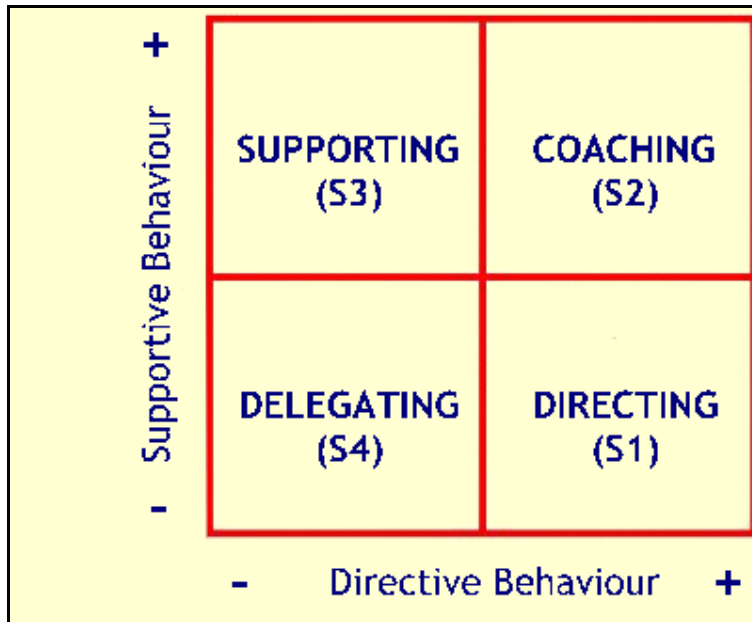 +
Supportive Behaviour
-
SUPPORTING
(S3)
COACHING
(S2)
DELEGATING
(S4)
DIRECTING
(S1)
- Directive Behaviour +